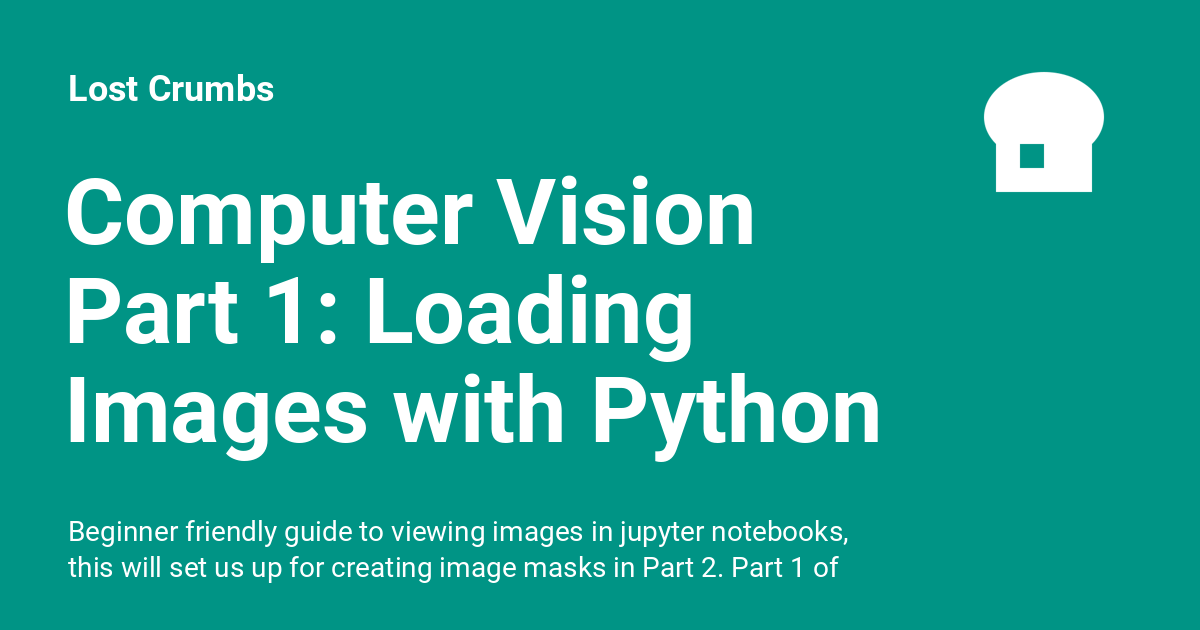 Lost Crumbs
Computer Vision
Part 1: Loading
Images with Python
Beginner friendly guide to viewing images in jupyter notebooks,
this will set us up for creating image masks in Part 2. Part 1 of